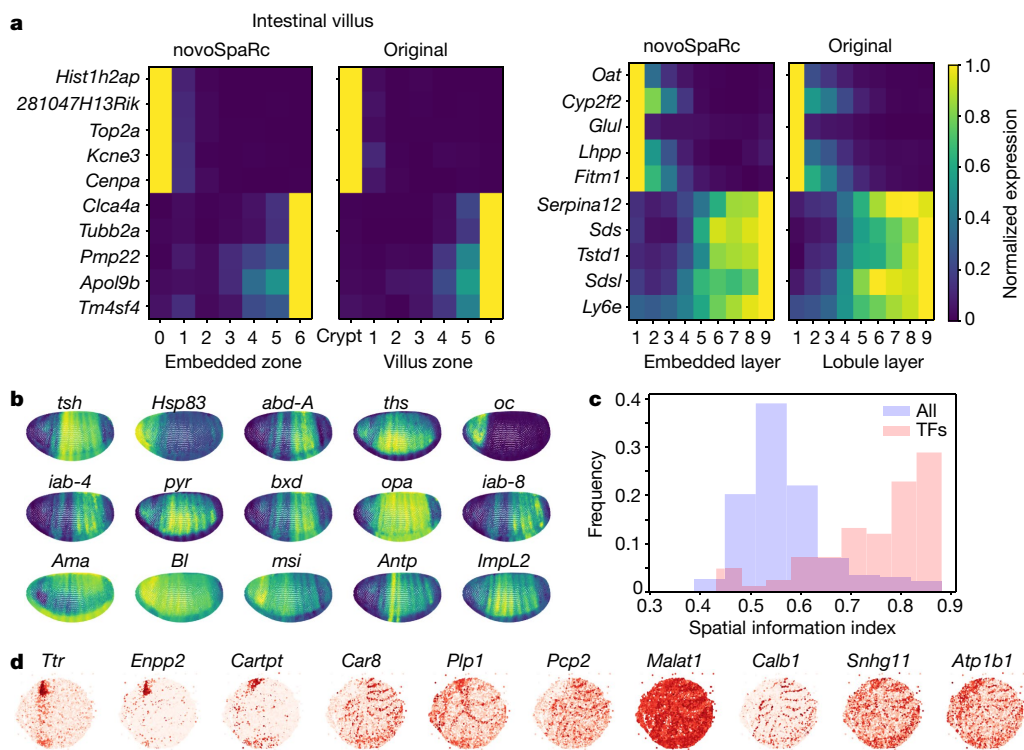 a
Intestinal villus
novoSpaRc Original
Hist1h2ap
281047H13Rik
Top2a
Kcne3
Cenpa
Clca4a
Tubb2a
Pmp22
Apol9b
Tm4sf4
0 1 2 3 4 5 6
Crypt 1 2 3 4 5 6
Embedded zone
Villus zone
novoSpaRc Original
Oat
Cyp2f2
Glul
Lhpp
Fitm1
Serpina12
Sds
Tstd1
Sdsl
Ly6e
1 2 3 4 5 6 7 8 9
1 2 3 4 5 6 7 8 9
Embedded layer
Lobule layer
1.0
0.8
0.6
0.4
0.2
0
Normalized expression
b
tsh Hsp83 abd-A ths oc
iab-4 pyr bxd opa iab-8
Ama Bl msi Antp ImpL2
c
All
TFs
0.4
0.3
0.2
0.1
0
Frequency
0.3 0.4 0.5 0.6 0.7 0.8 0.9
Spatial information index
d
Ttr Enpp2 Cartpt Car8 Plp1 Pcp2 Malat1 Calb1 Snhg11 Atp1b1